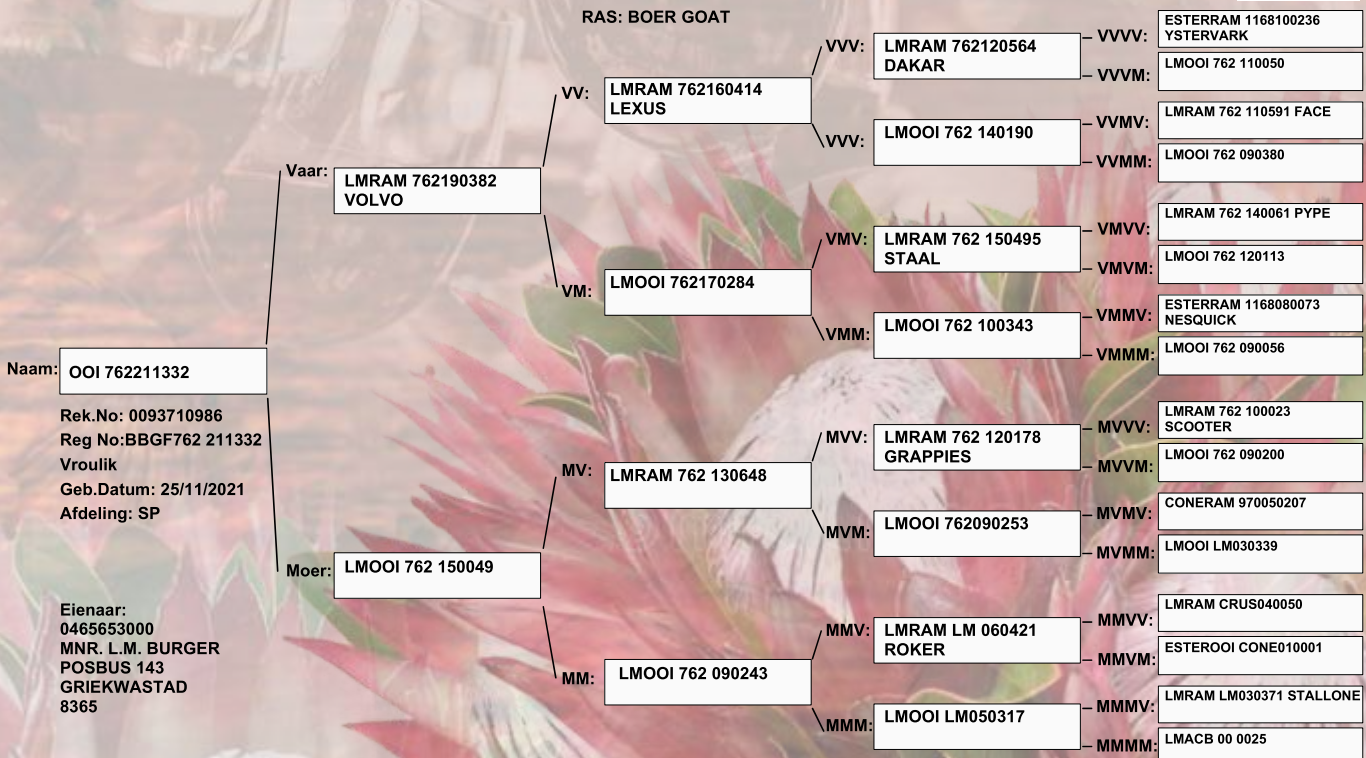 RAS: BOER GOAT
Naam:
OOI 762211332
Rek.No: 0093710986
Reg No:BBGF762 211332
Vroulik
Geb.Datum: 25/11/2021
Afdeling: SP
Eienaar:
0465653000
MNR. L.M. BURGER
POSBUS 143
GRIEKWASTAD
8365
Vaar:
LMRAM 762190382
VOLVO
Moer:
LMOOI 762 150049
VV:
LMRAM 762160414
LEXUS
VM:
LMOOI 762170284
MV:
LMRAM 762 130648
MM:
LMOOI 762 090243
VVV:
LMRAM 762120564
DAKAR
VVV:
LMOOI 762 140190
VMV:
LMRAM 762 150495
STAAL
VMM:
LMOOI 762 100343
MVV:
LMRAM 762 120178
GRAPPIES
MVM:
LMOOI 762090253
MMV:
LMRAM LM 060421
ROKER
MMM:
LMOOI LM050317
VVVV:
ESTERRAM 1168100236
YSTERVARK
VVVM:
LMOOI 762 110050
VVMV:
LMRAM 762 110591 FACE
VVMM:
LMOOI 762 090380
VMVV:
LMRAM 762 140061 PYPE
VMVM:
LMOOI 762 120113
VMMV:
ESTERRAM 1168080073
NESQUICK
VMMM:
LMOOI 762 090056
MVVV:
LMRAM 762 100023
SCOOTER
MVVM:
LMOOI 762 090200
MVMV:
CONERAM 970050207
MVMM:
LMOOI LM030339
MMVV:
LMRAM CRUS040050
MMVM:
ESTEROOI CONE010001
MMMV:
LMRAM LM030371 STALLONE
MMMM:
LMACB 00 0025